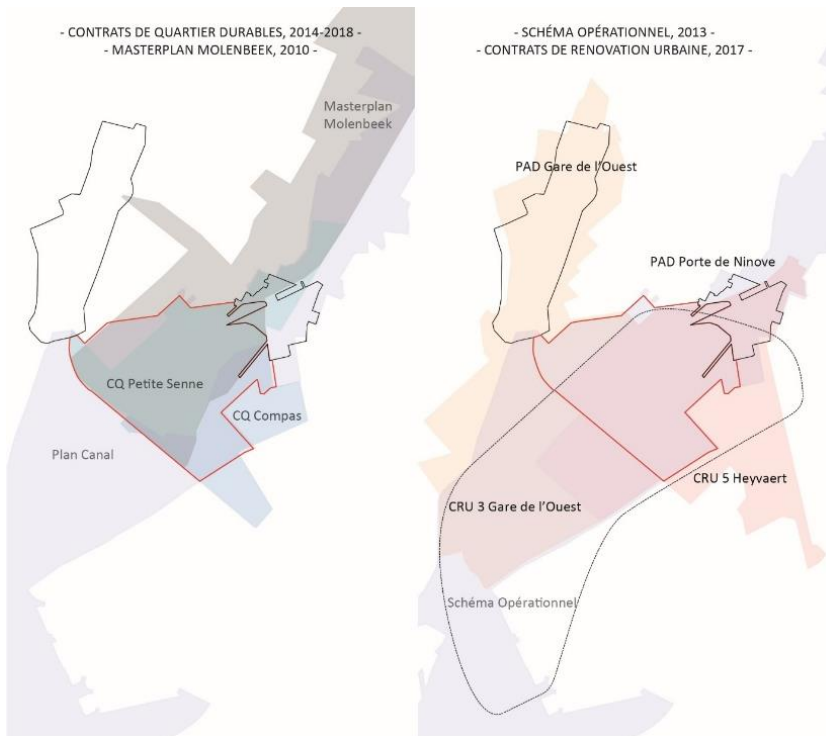 - CONTRATS DE QUARTIER DURABLES, 2014-2018 -
- MASTERPLAN MOLENBEEK, 2010 -
Masterplan
Molenbeek
CQ Petite Senne
CQ Compas
Plan Canal
- SCHÉMA OPÉRATIONNEL, 2013 -
- CONTRATS DE RENOVATION URBAINE, 2017 -
PAD Gare de l'Ouest
PAD Porte de Ninove
CRU 5 Heyvaert
CRU 3 Gare de l'Ouest
Schéma Opérationnel